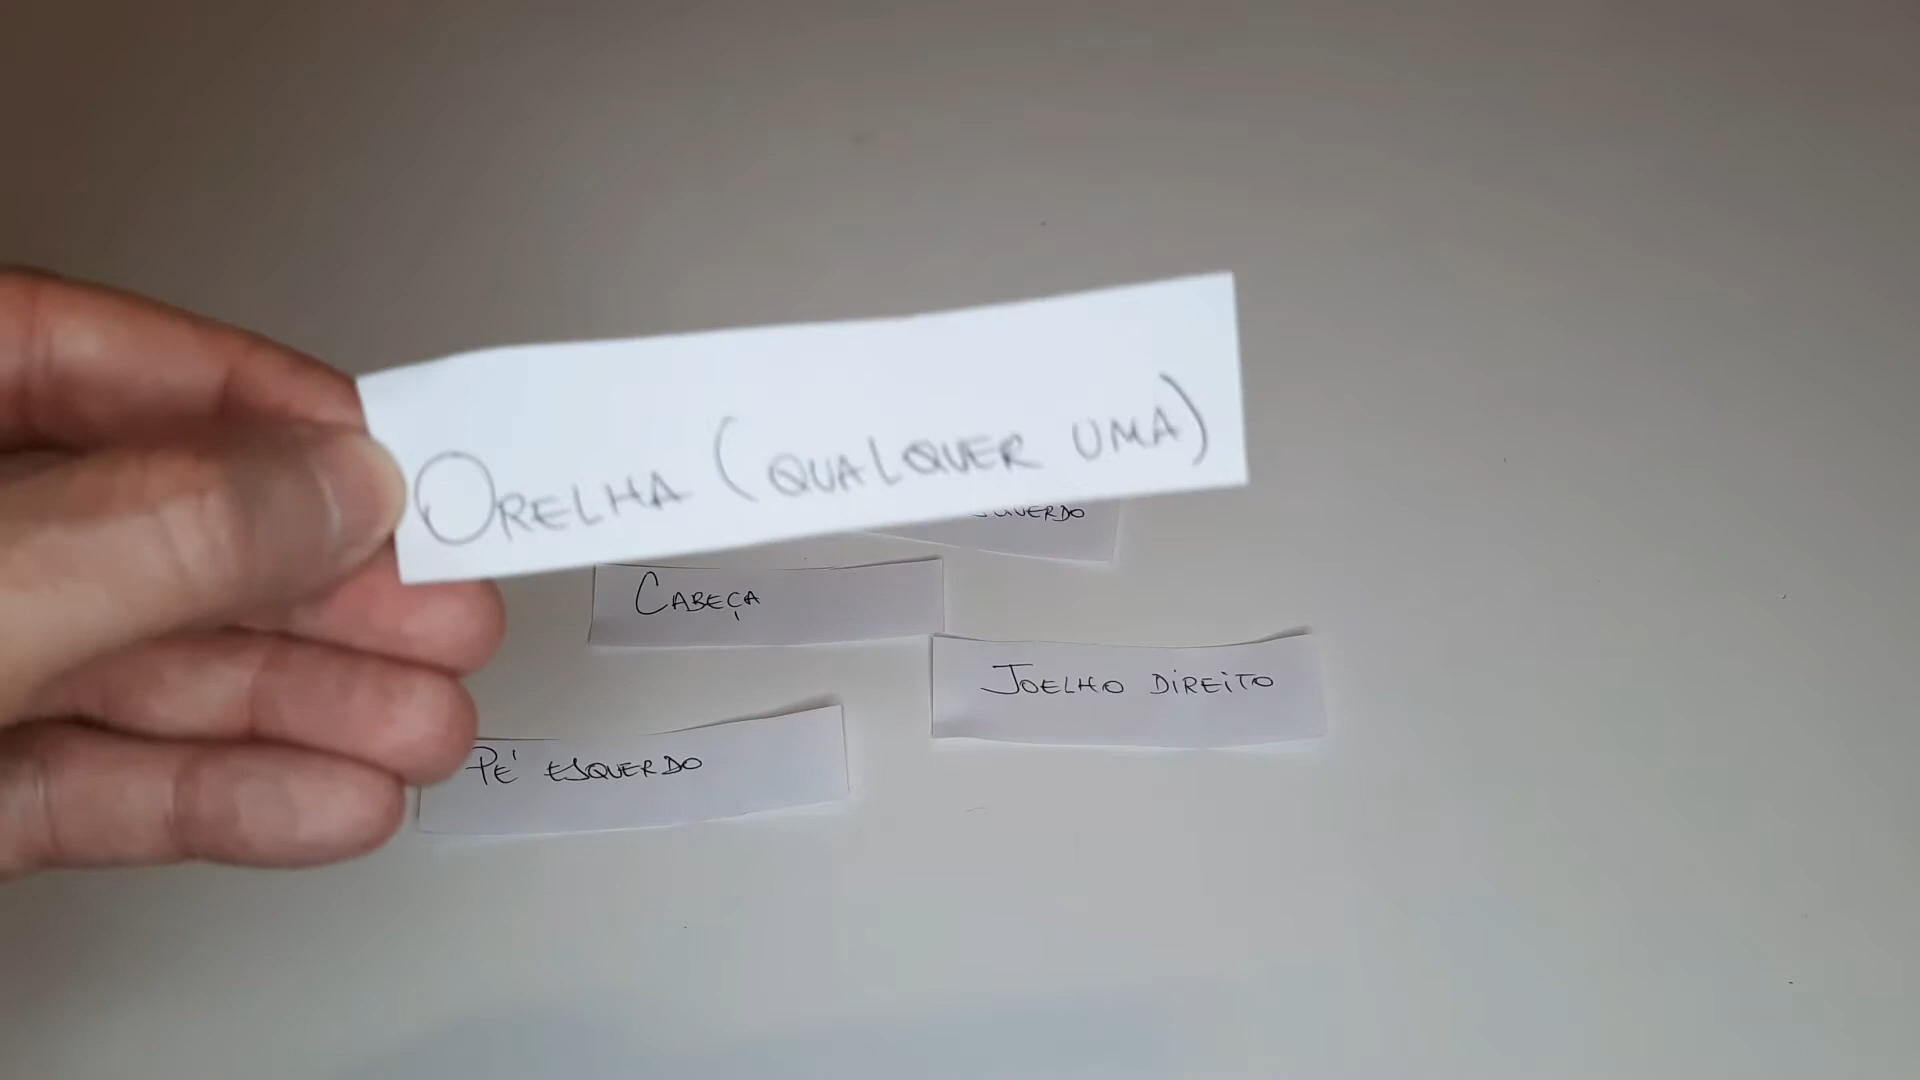 ORELHA (QUALQUER UMA)
CABEÇA
JOELHO DIREITO
PÉ ESQUERDO